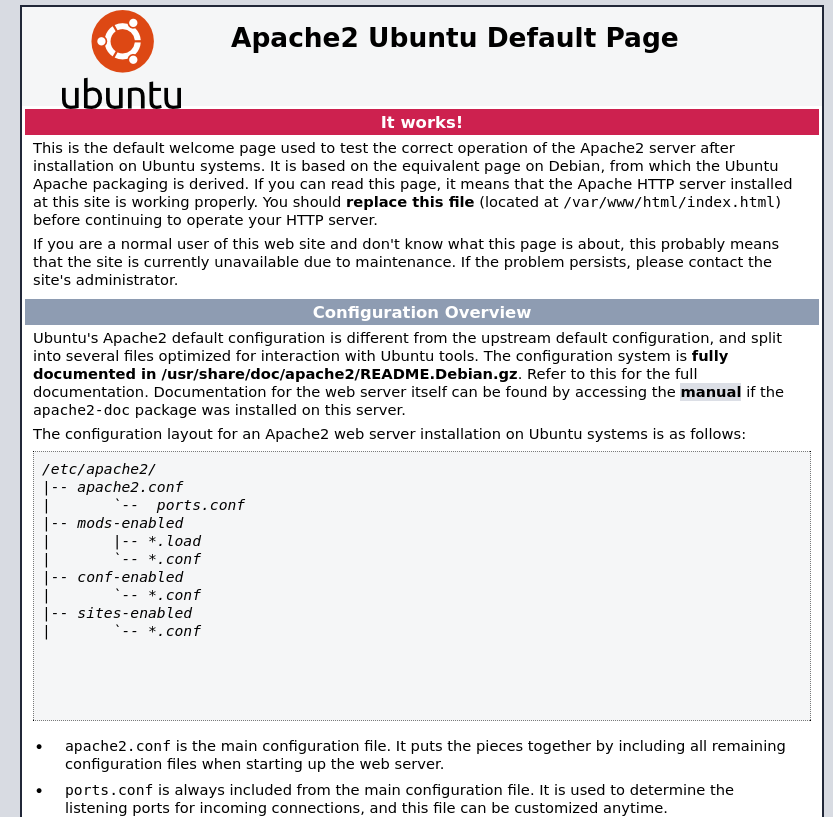 ubuntu
Apache2 Ubuntu Default Page
It works!
This is the default welcome page used to test the correct operation of the Apache2 server after
installation on Ubuntu systems. It is based on the equivalent page on Debian, from which the Ubuntu
Apache packaging is derived. If you can read this page, it means that the Apache HTTP server installed
at this site is working properly. You should replace this file (located at /var/www/html/index.html)
before continuing to operate your HTTP server.
If you are a normal user of this web site and don't know what this page is about, this probably means
that the site is currently unavailable due to maintenance. If the problem persists, please contact the
site's administrator.
Configuration Overview
Ubuntu's Apache2 default configuration is different from the upstream default configuration, and split
into several files optimized for interaction with Ubuntu tools. The configuration system is fully
documented in /usr/share/doc/apache2/README.Debian.gz. Refer to this for the full
documentation. Documentation for the web server itself can be found by accessing the manual if the
apache2-doc package was installed on this server.
The configuration layout for an Apache2 web server installation on Ubuntu systems is as follows:
/etc/apache2/
|-- apache2.conf
|       `--  ports.conf
|-- mods-enabled
|       |-- *.load
|       `-- *.conf
|-- conf-enabled
|       `-- *.conf
|-- sites-enabled
|       `-- *.conf
• apache2.conf is the main configuration file. It puts the pieces together by including all remaining
configuration files when starting up the web server.
• ports.conf is always included from the main configuration file. It is used to determine the
listening ports for incoming connections, and this file can be customized anytime.